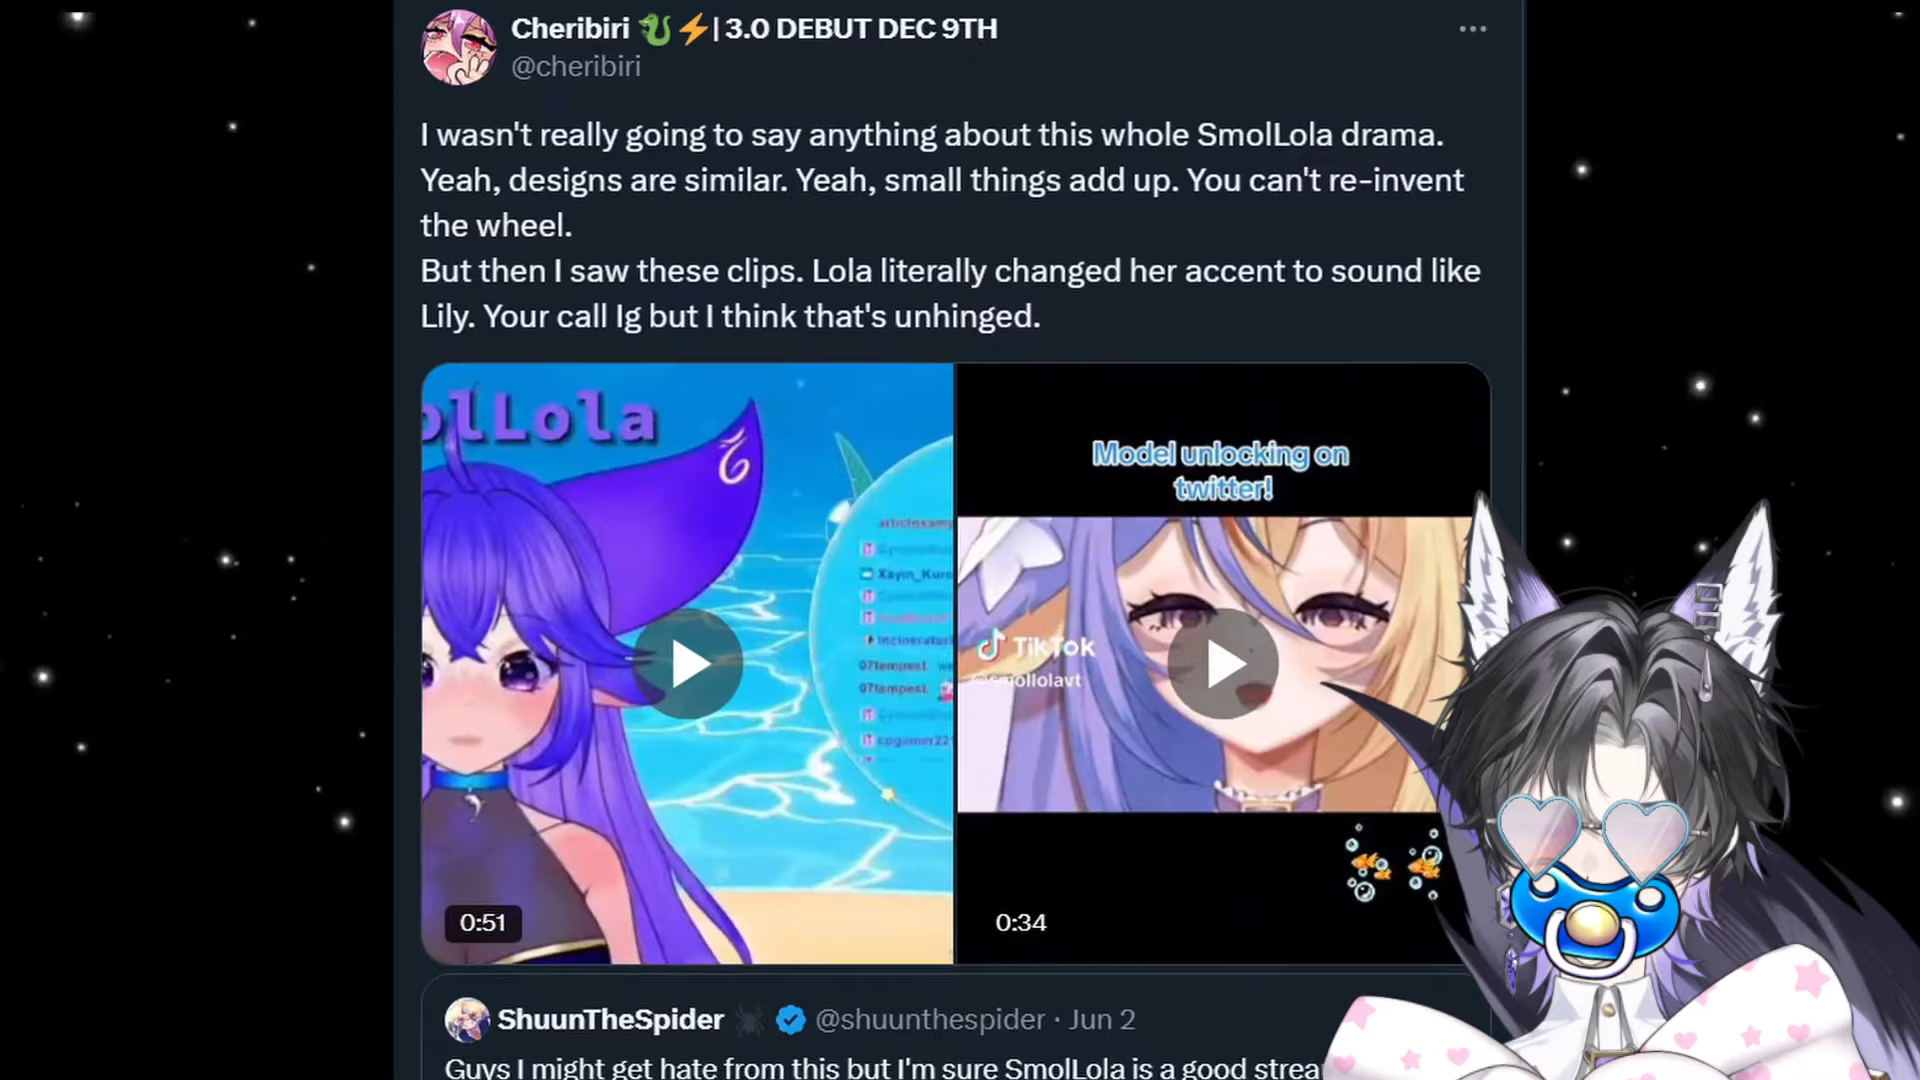 Cheribiri 🐉⚡| 3.0 DEBUT DEC 9TH
@cheribiri
I wasn't really going to say anything about this whole SmolLola drama.
Yeah, designs are similar. Yeah, small things add up. You can't re-invent
the wheel.
But then I saw these clips. Lola literally changed her accent to sound like
Lily. Your call Ig but I think that's unhinged.
olLola
Xayin_Kuro
07tempest
07tempest
0:51
Model unlocking on
twitter!
TikTok
@smollolavt
0:34
ShuunTheSpider 🕷️ @shuunthespider · Jun 2
Guys I might get hate from this but I'm sure SmolLola is a good strea